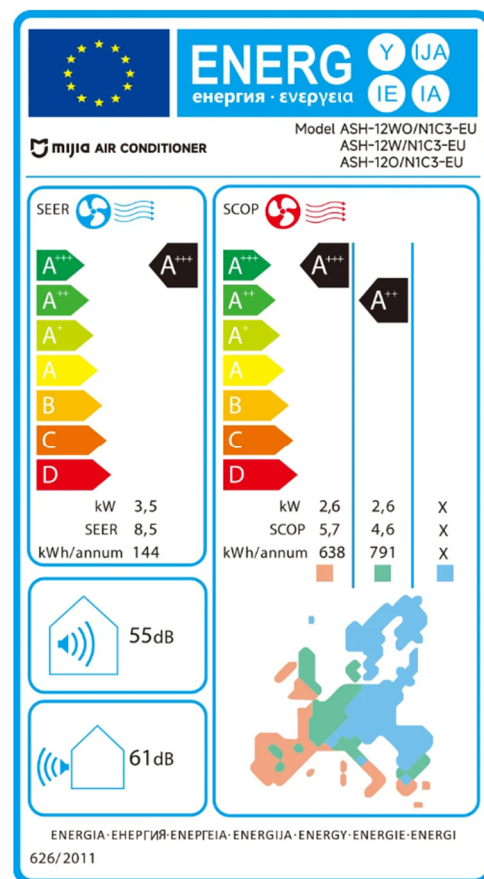 ENERG
енергия · ενεργεια
Y IJA
IE IA
mijia AIR CONDITIONER
Model ASH-12WO/N1C3-EU
ASH-12W/N1C3-EU
ASH-12O/N1C3-EU
SEER
A+++ A+++
A++
A+
A
B
C
D
kW 3,5
SEER 8,5
kWh/annum 144
SCOP
A+++ A+++
A++ A++
A+
A
B
C
D
kW 2,6 2,6 X
SCOP 5,7 4,6 X
kWh/annum 638 791 X
55dB
61dB
ENERGIA·ЕНЕРГИЯ·ΕΝΕΡΓΕΙΑ·ENERGIJA·ENERGY·ENERGIE·ENERGI
626/2011